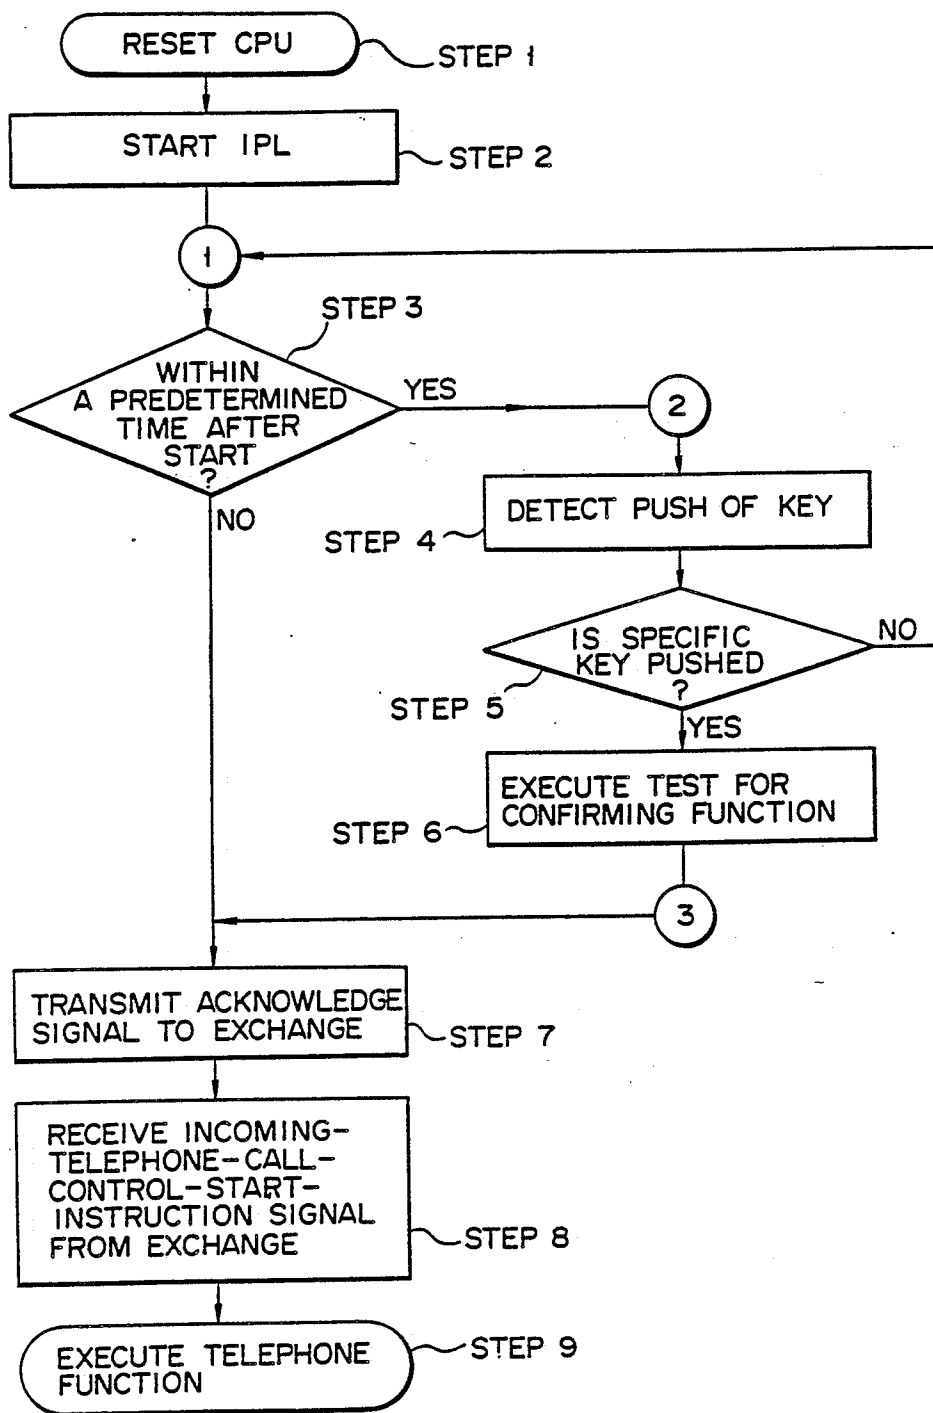 RESET CPU
STEP 1
START IPL
STEP 2
1
STEP 3
WITHIN
A PREDETERMINED
TIME AFTER
START
?
YES
2
NO
DETECT PUSH OF KEY
STEP 4
IS SPECIFIC
KEY PUSHED
?
NO
STEP 5
YES
EXECUTE TEST FOR
CONFIRMING FUNCTION
STEP 6
3
TRANSMIT ACKNOWLEDGE
SIGNAL TO EXCHANGE
STEP 7
RECEIVE INCOMING-
TELEPHONE-CALL-
CONTROL-START-
INSTRUCTION SIGNAL
FROM EXCHANGE
STEP 8
EXECUTE TELEPHONE
FUNCTION
STEP 9